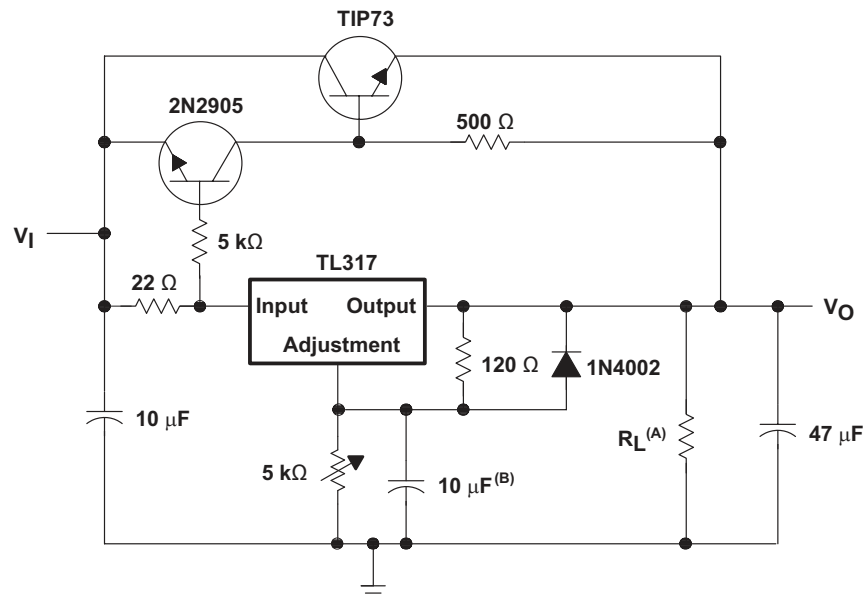 TIP73
2N2905
500 Ω
V_I
5 kΩ
TL317
22 Ω
Input Output
Adjustment
V_O
120 Ω
1N4002
10 μF
R_L^(A)
47 μF
5 kΩ
10 μF^(B)